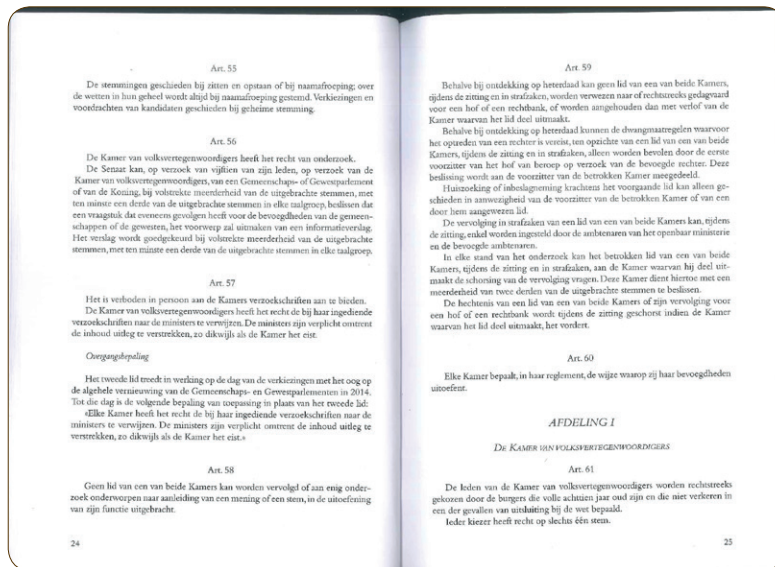 Art. 55
De stemmingen geschieden bij zitten en opstaan of bij naamafroeping; over
de wetten in hun geheel wordt altijd bij naamafroeping gestemd. Verkiezingen en
voordrachten van kandidaten geschieden bij geheime stemming.
Art. 56
De Kamer van volksvertegenwoordigers heeft het recht van onderzoek.
De Senaat kan, op verzoek van vijftien van zijn leden, op verzoek van de
Kamer van volksvertegenwoordigers, van een Gemeenschaps- of Gewestparlement
of van de Koning, bij volstrekte meerderheid van de uitgebrachte stemmen, met
ten minste een derde van de uitgebrachte stemmen in elke taalgroep, beslissen dat
een vraagstuk dat eveneens gevolgen heeft voor de bevoegdheden van de gemeen-
schappen of de gewesten, het voorwerp zal uitmaken van een informatieverslag.
Het verslag wordt goedgekeurd bij volstrekte meerderheid van de uitgebrachte
stemmen, met ten minste een derde van de uitgebrachte stemmen in elke taalgroep.
Art. 57
Het is verboden in persoon aan de Kamers verzoekschriften aan te bieden.
De Kamer van volksvertegenwoordigers heeft het recht de bij haar ingediende
verzoekschriften naar de ministers te verwijzen. De ministers zijn verplicht omtrent
de inhoud uitleg te verstrekken, zo dikwijls als de Kamer het eist.
Overgangsbepaling
Het tweede lid treedt in werking op de dag van de verkiezingen met het oog op
de algehele vernieuwing van de Gemeenschaps- en Gewestparlementen in 2014.
Tot die dag is de volgende bepaling van toepassing in plaats van het tweede lid:
«Elke Kamer heeft het recht de bij haar ingediende verzoekschriften naar de
ministers te verwijzen. De ministers zijn verplicht omtrent de inhoud uitleg te
verstrekken, zo dikwijls als de Kamer het eist.»
Art. 58
Geen lid van een van beide Kamers kan worden vervolgd of aan enig onder-
zoek onderworpen naar aanleiding van een mening of een stem, in de uitoefening
van zijn functie uitgebracht.
24
Art. 59
Behalve bij ontdekking op heterdaad kan geen lid van een van beide Kamers,
tijdens de zitting en in strafzaken, worden verwezen naar of rechtstreeks gedagvaard
voor een hof of een rechtbank, of worden aangehouden dan met verlof van de
Kamer waarvan het lid deel uitmaakt.
Behalve bij ontdekking op heterdaad kunnen de dwangmaatregelen waarvoor
het optreden van een rechter is vereist, ten opzichte van een lid van een van beide
Kamers, tijdens de zitting en in strafzaken, alleen worden bevolen door de eerste
voorzitter van het hof van beroep op verzoek van de bevoegde rechter. Deze
beslissing wordt aan de voorzitter van de betrokken Kamer meegedeeld.
Huiszoeking of inbeslagneming krachtens het voorgaande lid kan alleen ge-
schieden in aanwezigheid van de voorzitter van de betrokken Kamer of van een
door hem aangewezen lid.
De vervolging in strafzaken van een lid van een van beide Kamers kan, tijdens
de zitting, enkel worden ingesteld door de ambtenaren van het openbaar ministerie
en de bevoegde ambtenaren.
In elke stand van het onderzoek kan het betrokken lid van een van beide
Kamers, tijdens de zitting en in strafzaken, aan de Kamer waarvan hij deel uit-
maakt de schorsing van de vervolging vragen. Deze Kamer dient hiertoe met een
meerderheid van twee derden van de uitgebrachte stemmen te beslissen.
De hechtenis van een lid van een van beide Kamers of zijn vervolging voor
een hof of een rechtbank wordt tijdens de zitting geschorst indien de Kamer
waarvan het lid deel uitmaakt, het vordert.
Art. 60
Elke Kamer bepaalt, in haar reglement, de wijze waarop zij haar bevoegdheden
uitoefent.
AFDELING I
DE KAMER VAN VOLKSVERTEGENWOORDIGERS
Art. 61
De leden van de Kamer van volksvertegenwoordigers worden rechtstreeks
gekozen door de burgers die volle achttien jaar oud zijn en die niet verkeren in
een der gevallen van uitsluiting bij de wet bepaald.
Ieder kiezer heeft recht op slechts één stem.
25